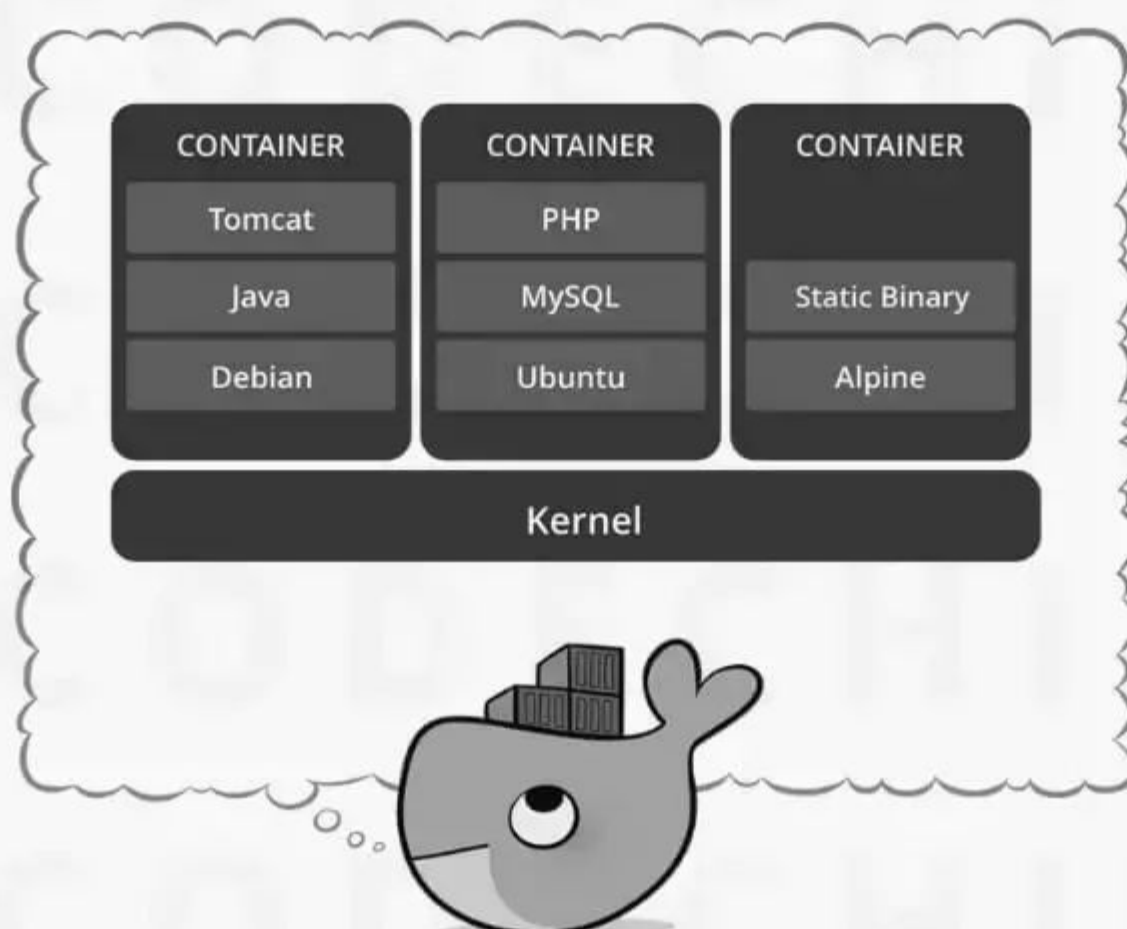 CONTAINER
Tomcat
Java
Debian
CONTAINER
PHP
MySQL
Ubuntu
CONTAINER
Static Binary
Alpine
Kernel